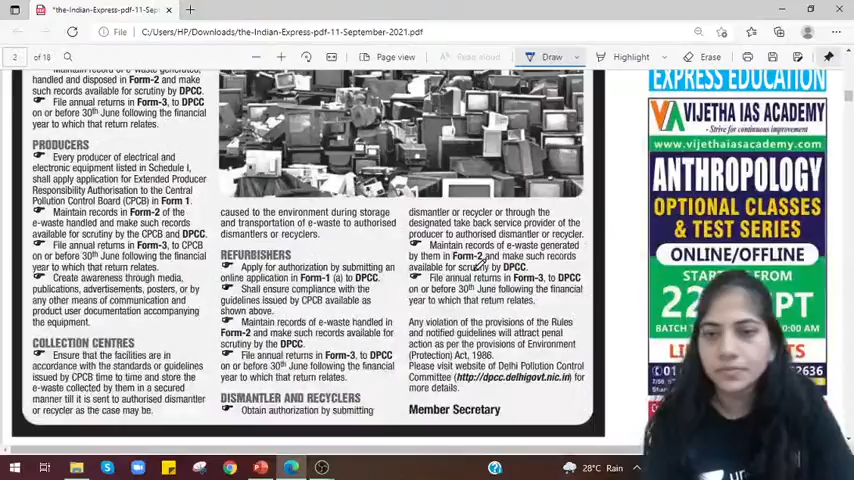 *the-Indian-Express-pdf-11-Sep
File
C:/Users/HP/Downloads/the-Indian-Express-pdf-11-September-2021.pdf
2
of 18
Page view
Read aloud
Draw
Highlight
Erase
handled and disposed in Form-2 and make
such records available for scrutiny by DPCC.
File annual returns in Form-3, to DPCC
on or before 30th June following the financial
year to which that return relates.
PRODUCERS
Every producer of electrical and
electronic equipment listed in Schedule I,
shall apply application for Extended Producer
Responsibility Authorisation to the Central
Pollution Control Board (CPCB) in Form 1.
Maintain records in Form-2 of the
e-waste handled and make such records
available for scrutiny by the CPCB and DPCC.
File annual returns in Form-3, to CPCB
on or before 30th June following the financial
year to which that return relates.
Create awareness through media,
publications, advertisements, posters, or by
any other means of communication and
product user documentation accompanying
the equipment.
COLLECTION CENTRES
Ensure that the facilities are in
accordance with the standards or guidelines
issued by CPCB time to time and store the
e-waste collected by them in a secured
manner till it is sent to authorised dismantler
or recycler as the case may be.
caused to the environment during storage
and transportation of e-waste to authorised
dismantlers or recyclers.
REFURBISHERS
Apply for authorization by submitting an
online application in Form-1 (a) to DPCC.
Shall ensure compliance with the
guidelines issued by CPCB available as
shown above.
Maintain records of e-waste handled in
Form-2 and make such records available for
scrutiny by the DPCC.
File annual returns in Form-3, to DPCC
on or before 30th June following the financial
year to which that return relates.
DISMANTLER AND RECYCLERS
Obtain authorization by submitting
dismantler or recycler or through the
designated take back service provider of the
producer to authorised dismantler or recycler.
Maintain records of e-waste generated
by them in Form-2 and make such records
available for scrutiny by DPCC.
File annual returns in Form-3, to DPCC
on or before 30th June following the financial
year to which that return relates.
Any violation of the provisions of the Rules
and notified guidelines will attract penal
action as per the provisions of Environment
(Protection) Act, 1986.
Please visit website of Delhi Pollution Control
Committee (http://dpcc.delhigovt.nic.in) for
more details.
Member Secretary
EXPRESS EDUCATION
VIJETHA IAS ACADEMY
- Strive for continuous improvement
www.vijethaiasacademy.com
ANTHROPOLOGY
OPTIONAL CLASSES
& TEST SERIES
ONLINE/OFFLINE
28°C Rain